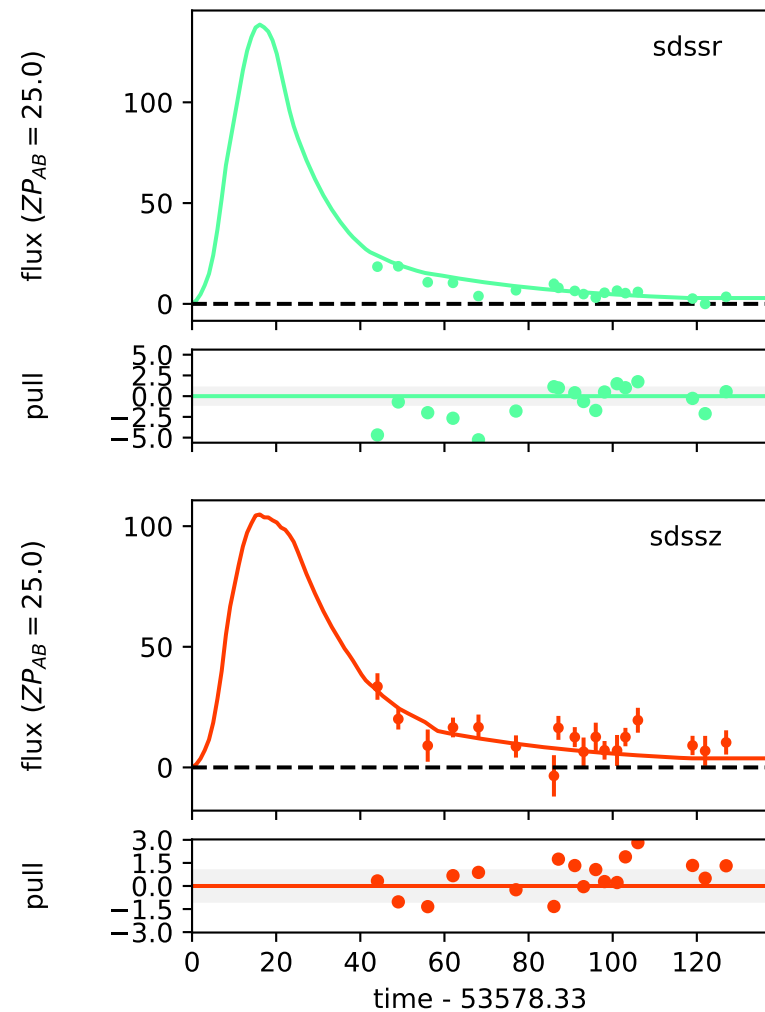 sdssr
flux (ZP_AB = 25.0)
100
50
0
pull
5.0
2.5
0.0
−2.5
−5.0
sdssz
flux (ZP_AB = 25.0)
100
50
0
pull
3.0
1.5
0.0
−1.5
−3.0
0 20 40 60 80 100 120
time - 53578.33